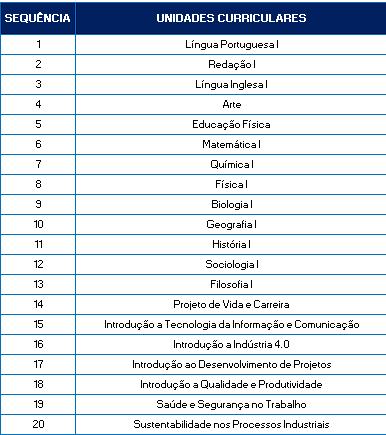 SEQUÊNCIA UNIDADES CURRICULARES
1 Língua Portuguesa I
2 Redação I
3 Língua Inglesa I
4 Arte
5 Educação Física
6 Matemática I
7 Química I
8 Física I
9 Biologia I
10 Geografia I
11 História I
12 Sociologia I
13 Filosofia I
14 Projeto de Vida e Carreira
15 Introdução a Tecnologia da Informação e Comunicação
16 Introdução a Indústria 4.0
17 Introdução ao Desenvolvimento de Projetos
18 Introdução a Qualidade e Produtividade
19 Saúde e Segurança no Trabalho
20 Sustentabilidade nos Processos Industriais